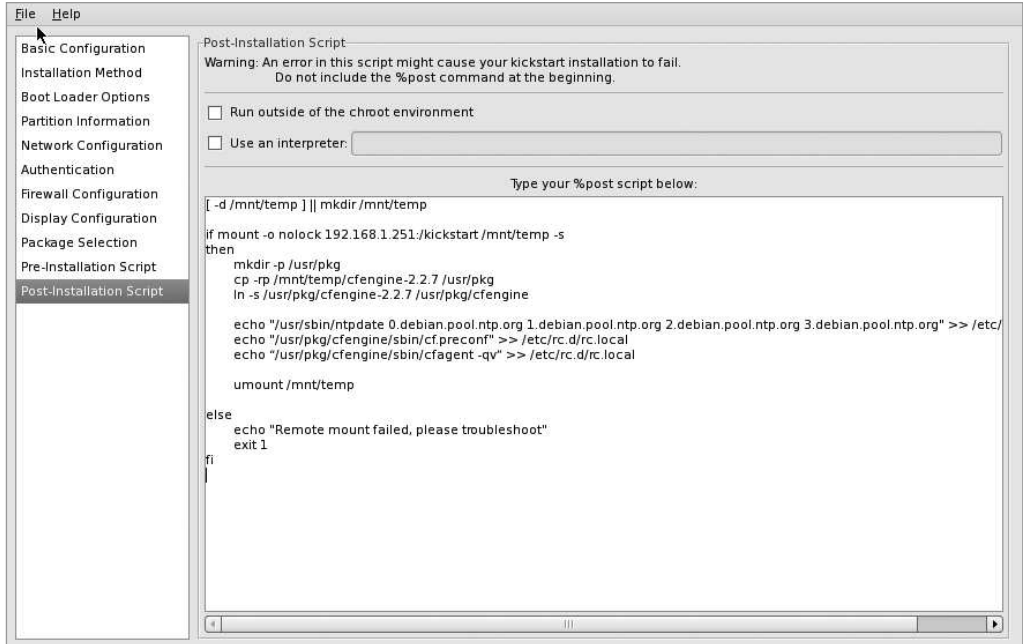 File Help
Basic Configuration
Installation Method
Boot Loader Options
Partition Information
Network Configuration
Authentication
Firewall Configuration
Display Configuration
Package Selection
Pre-Installation Script
Post-Installation Script
Post-Installation Script
Warning: An error in this script might cause your kickstart installation to fail.
Do not include the %post command at the beginning.
Run outside of the chroot environment
Use an interpreter:
Type your %post script below:
[ -d /mnt/temp ] || mkdir /mnt/temp
if mount -o nolock 192.168.1.251:/kickstart /mnt/temp -s
then
mkdir -p /usr/pkg
cp -rp /mnt/temp/cfengine-2.2.7 /usr/pkg
ln -s /usr/pkg/cfengine-2.2.7 /usr/pkg/cfengine
echo "/usr/sbin/ntpdate 0.debian.pool.ntp.org 1.debian.pool.ntp.org 2.debian.pool.ntp.org 3.debian.pool.ntp.org" >> /etc/
echo "/usr/pkg/cfengine/sbin/cf.preconf" >> /etc/rc.d/rc.local
echo "/usr/pkg/cfengine/sbin/cfagent -qv" >> /etc/rc.d/rc.local
umount /mnt/temp
else
echo "Remote mount failed, please troubleshoot"
exit 1
fi